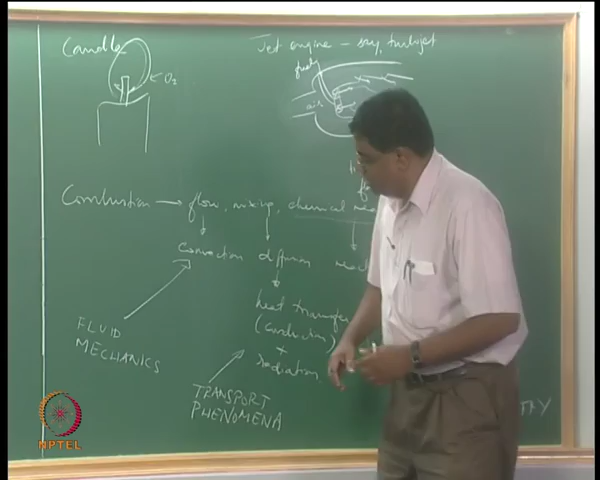 Candle
O2
Jet engine – say, turbojet
fuel
air
Combustion → flow, mixing, chemical
convection diffusion
heat transfer
(conduction)
+
radiation
FLUID
MECHANICS
TRANSPORT
PHENOMENA
NPTEL